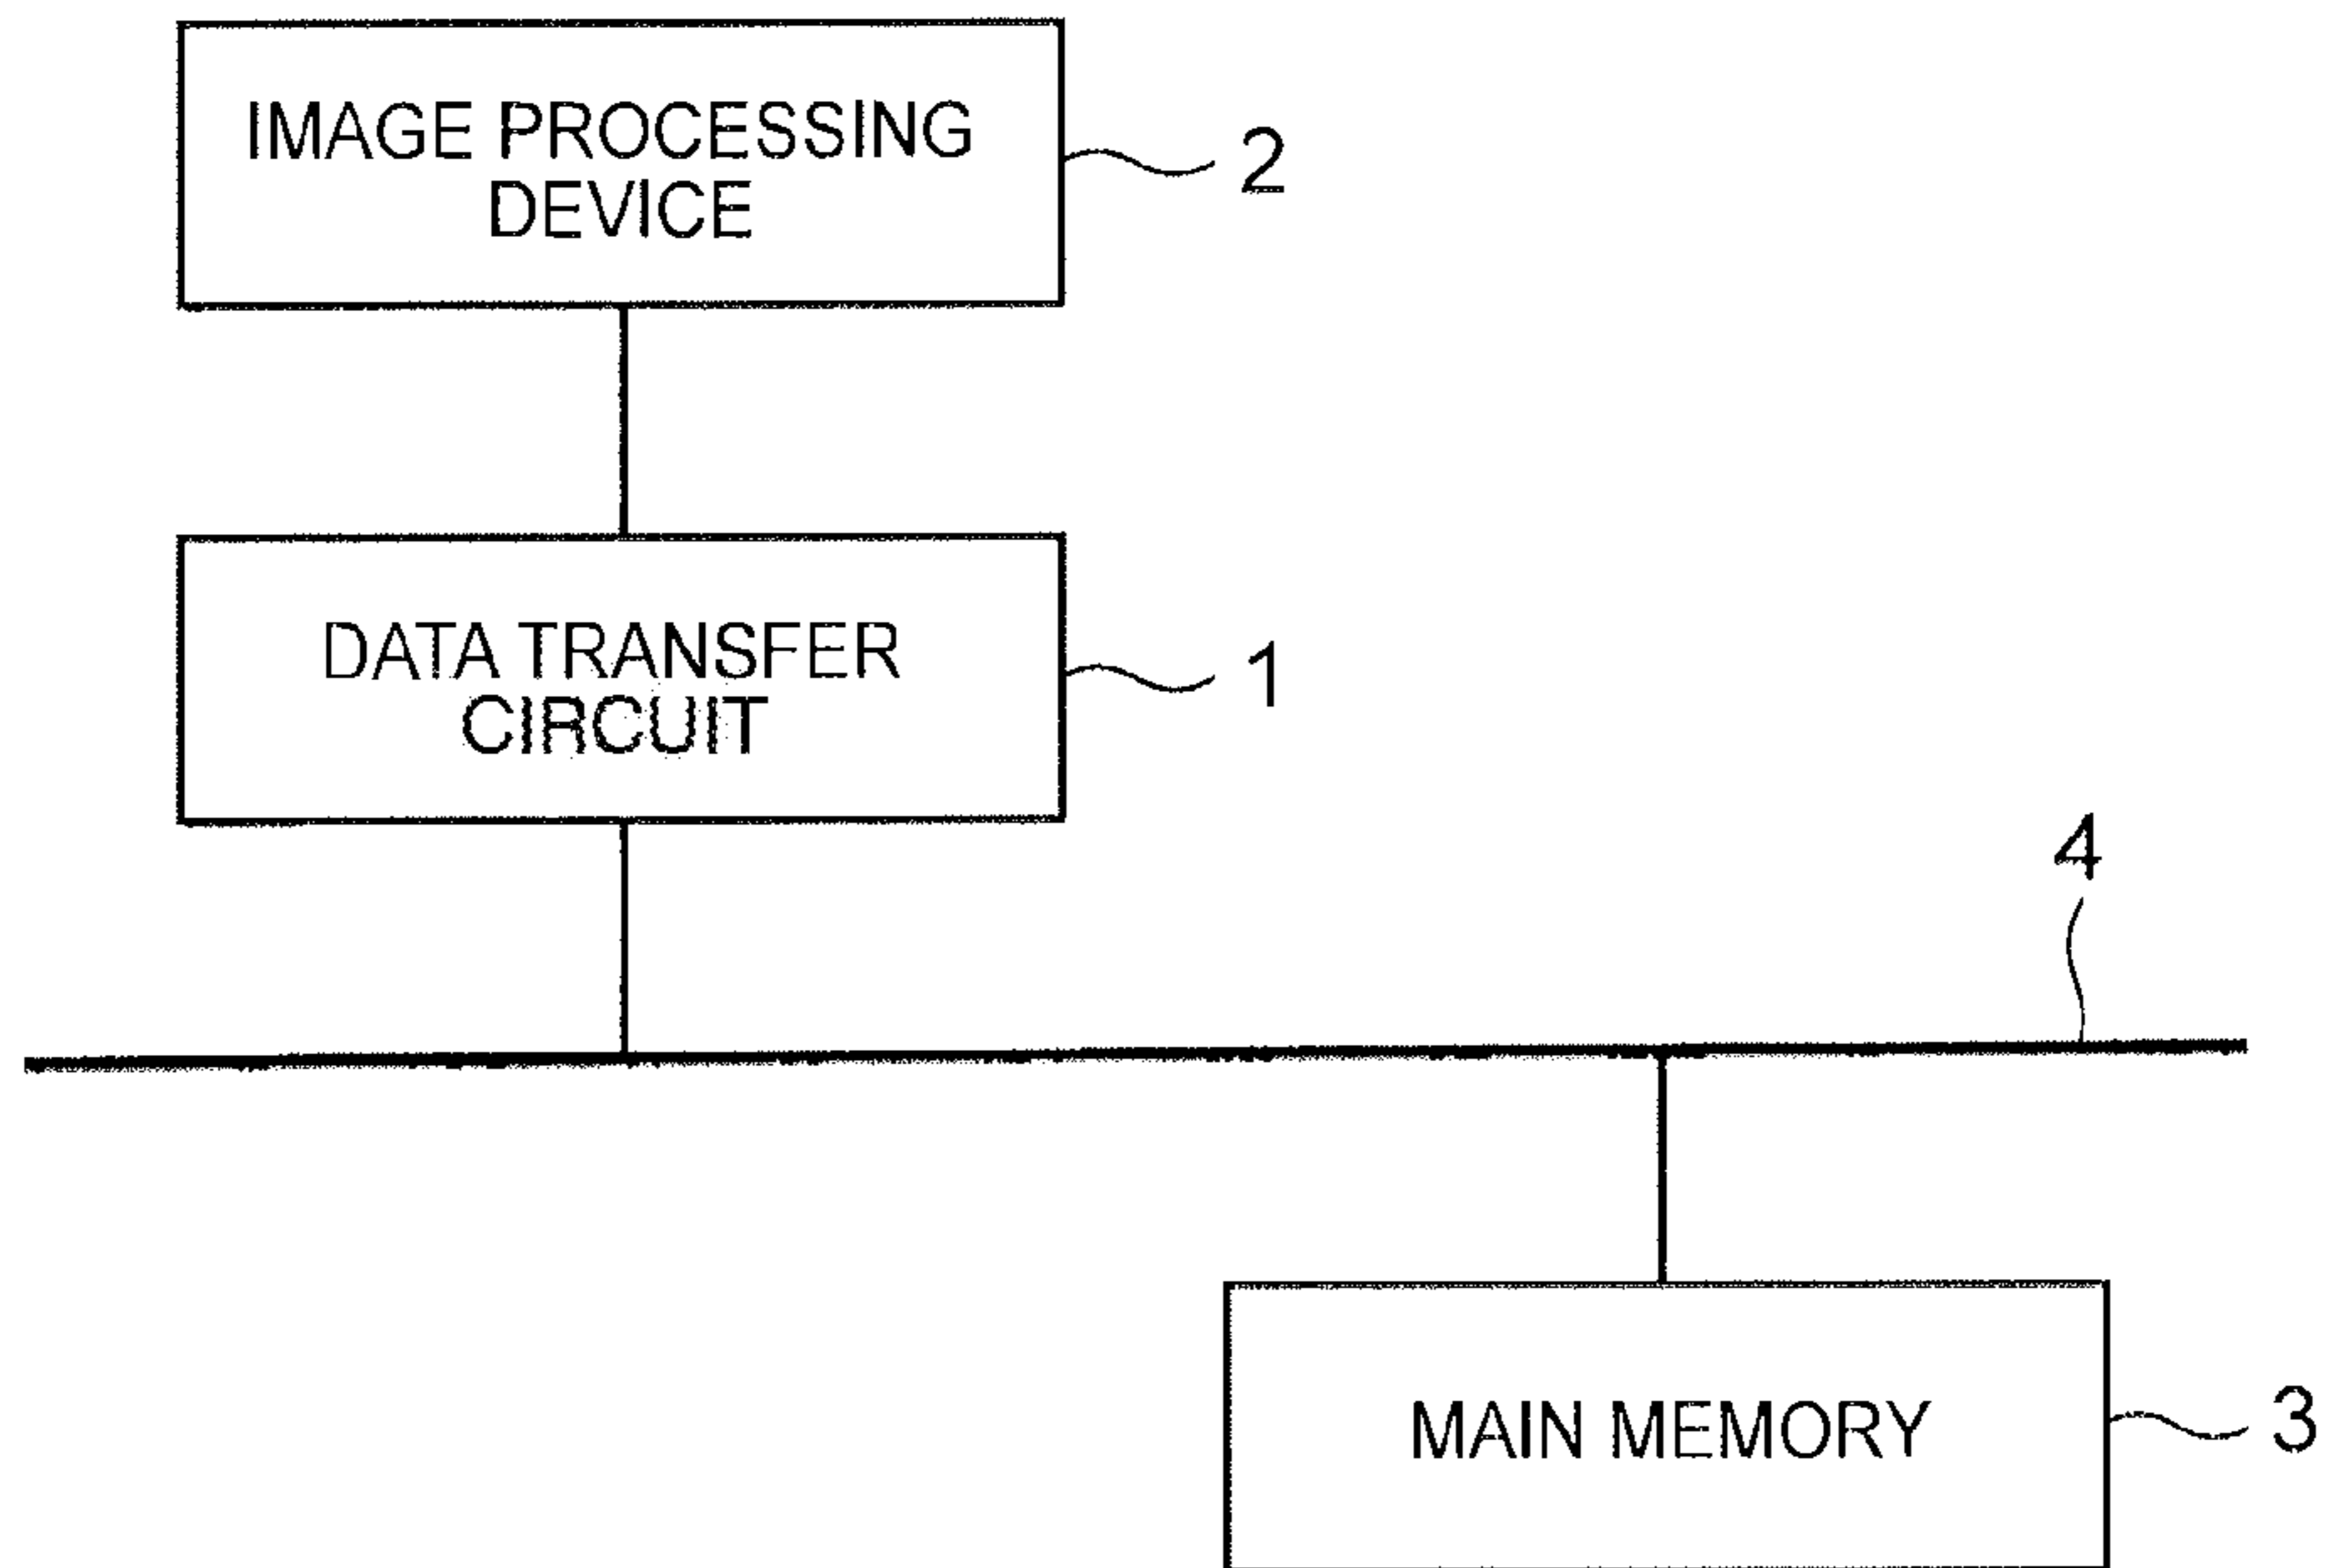 IMAGE PROCESSING
DEVICE
2
DATA TRANSFER
CIRCUIT
1
4
MAIN MEMORY
3